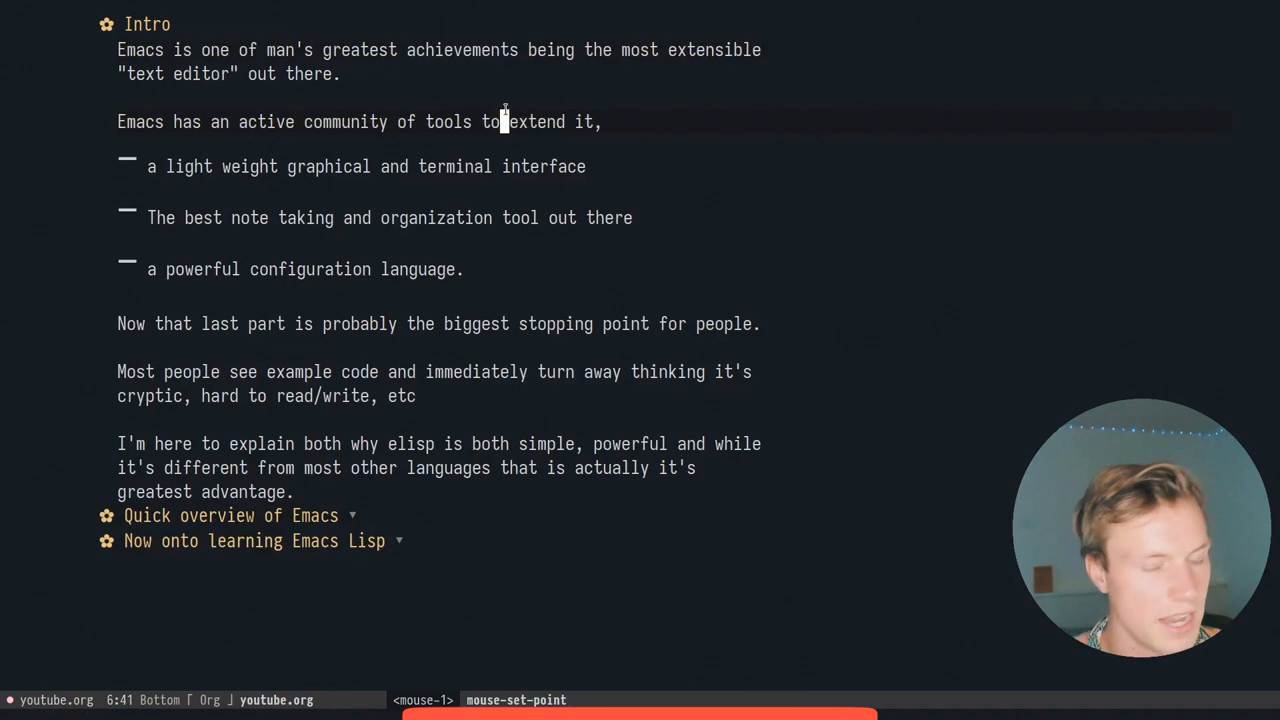 ✿ Intro
Emacs is one of man's greatest achievements being the most extensible
"text editor" out there.
Emacs has an active community of tools to extend it,
— a light weight graphical and terminal interface
— The best note taking and organization tool out there
— a powerful configuration language.
Now that last part is probably the biggest stopping point for people.
Most people see example code and immediately turn away thinking it's
cryptic, hard to read/write, etc
I'm here to explain both why elisp is both simple, powerful and while
it's different from most other languages that is actually it's
greatest advantage.
✿ Quick overview of Emacs ▾
✿ Now onto learning Emacs Lisp ▾
youtube.org 6:41 Bottom ｢ Org ｣ youtube.org <mouse-1> mouse-set-point